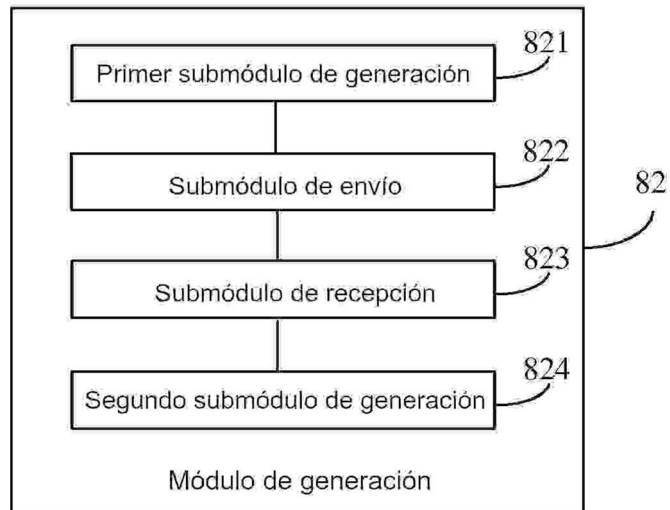 821
Primer submódulo de generación
822
Submódulo de envío
823
Submódulo de recepción
824
Segundo submódulo de generación
Módulo de generación